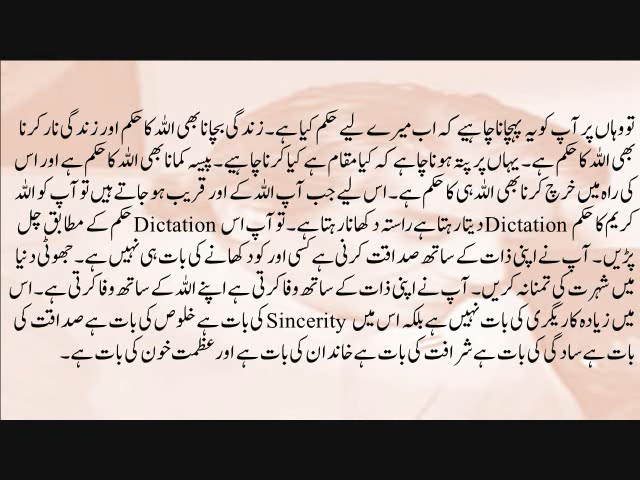 تو وہاں پر آپ کو یہ پہچاننا چاہیے کہ اب میرے لیے حکم کیا ہے۔ زندگی بچانا بھی اللہ کا حکم اور زندگی نثار کرنا
بھی اللہ کا حکم ہے۔ یہاں پر پتہ ہونا چاہئے کہ کیا مقام ہے کیا کرنا چاہیے۔ پیسہ کمانا بھی اللہ کا حکم ہے اور اس
کی راہ میں خرچ کرنا بھی اللہ ہی کا حکم ہے۔ اس لیے جب آپ اللہ کے اور قریب ہو جاتے ہیں تو آپ کو اللہ
کریم کا حکم Dictation دیتا رہتا ہے راستہ دکھاتا رہتا ہے۔ تو آپ اس Dictation حکم کے مطابق چل
پڑیں۔ آپ نے اپنی ذات کے ساتھ صداقت کرنی ہے کسی اور کو دکھانے کی بات ہی نہیں ہے۔ جھوٹی دنیا
میں شہرت کی تمنا نہ کریں۔ آپ نے اپنی ذات کے ساتھ وفا کرتی ہے اپنے اللہ کے ساتھ وفا کرتی ہے۔ اس
میں زیادہ کاریگری کی بات نہیں ہے بلکہ اس میں Sincerity کی بات ہے خلوص کی بات ہے صداقت کی
بات ہے سادگی کی بات ہے شرافت کی بات ہے خاندان کی بات ہے اور عظمت خون کی بات ہے۔